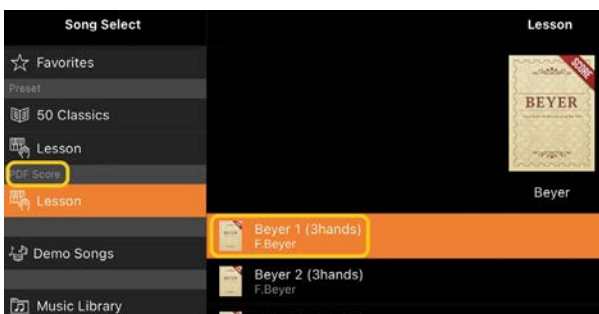 Song Select
Favorites
Preset
50 Classics
Lesson
PDF Score
Lesson
Demo Songs
Music Library
Lesson
SCORE
BEYER
Beyer
Beyer 1 (3hands)
F.Beyer
Beyer 2 (3hands)
F.Beyer